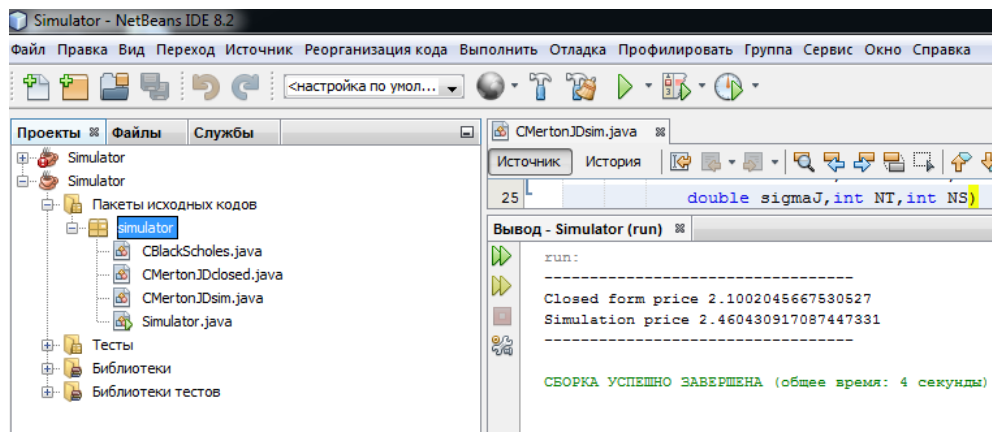 Simulator - NetBeans IDE 8.2
Файл Правка Вид Переход Источник Реорганизация кода Выполнить Отладка Профилировать Группа Сервис Окно Справка
<настройка по умол...
Проекты Файлы Службы
Simulator
Simulator
Пакеты исходных кодов
simulator
CBlackScholes.java
CMertonJDclosed.java
CMertonJDsim.java
Simulator.java
Тесты
Библиотеки
Библиотеки тестов
CMertonJDsim.java
Источник История
25 double sigmaJ,int NT,int NS)
Вывод - Simulator (run)
run:
----------------------------------
Closed form price 2.1002045667530527
Simulation price 2.460430917087447331
----------------------------------
СБОРКА УСПЕШНО ЗАВЕРШЕНА (общее время: 4 секунды)